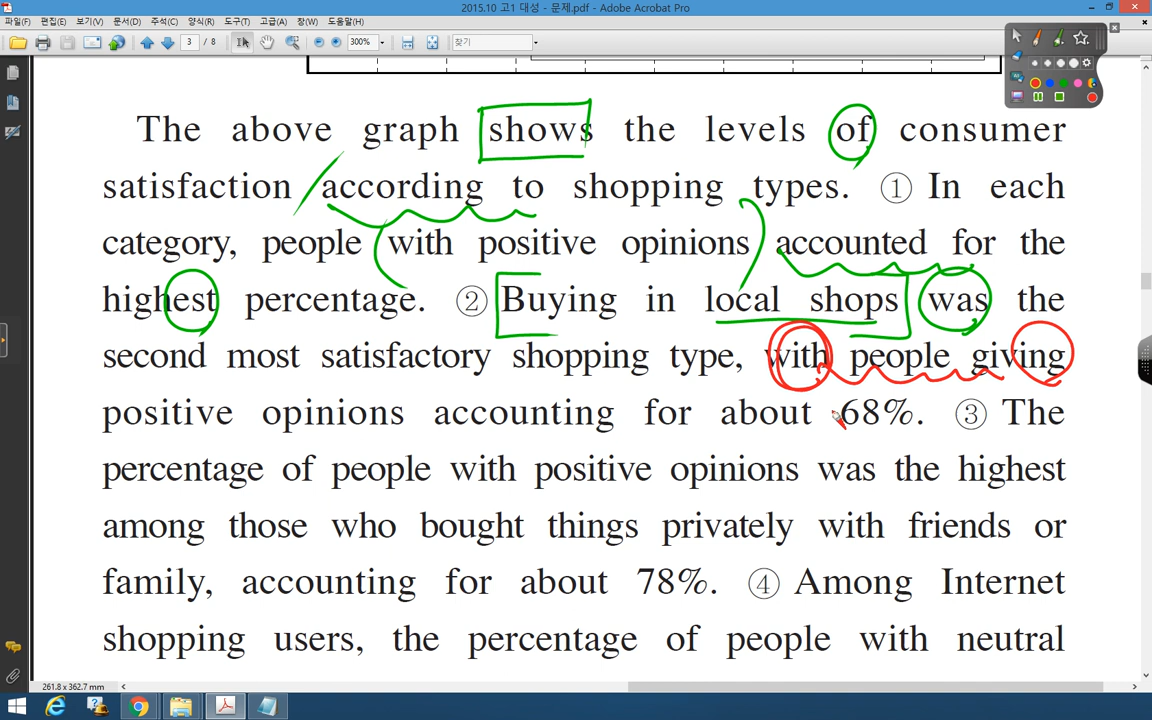 2015.10 고1 대성 - 문제.pdf - Adobe Acrobat Pro
파일(F) 편집(E) 보기(V) 문서(D) 주석(C) 양식(R) 도구(T) 고급(A) 창(W) 도움말(H)
3 / 8 300% 찾기
The above graph shows the levels of consumer
satisfaction according to shopping types. ① In each
category, people with positive opinions accounted for the
highest percentage. ② Buying in local shops was the
second most satisfactory shopping type, with people giving
positive opinions accounting for about 68%. ③ The
percentage of people with positive opinions was the highest
among those who bought things privately with friends or
family, accounting for about 78%. ④ Among Internet
shopping users, the percentage of people with neutral
261.8 x 362.7 mm